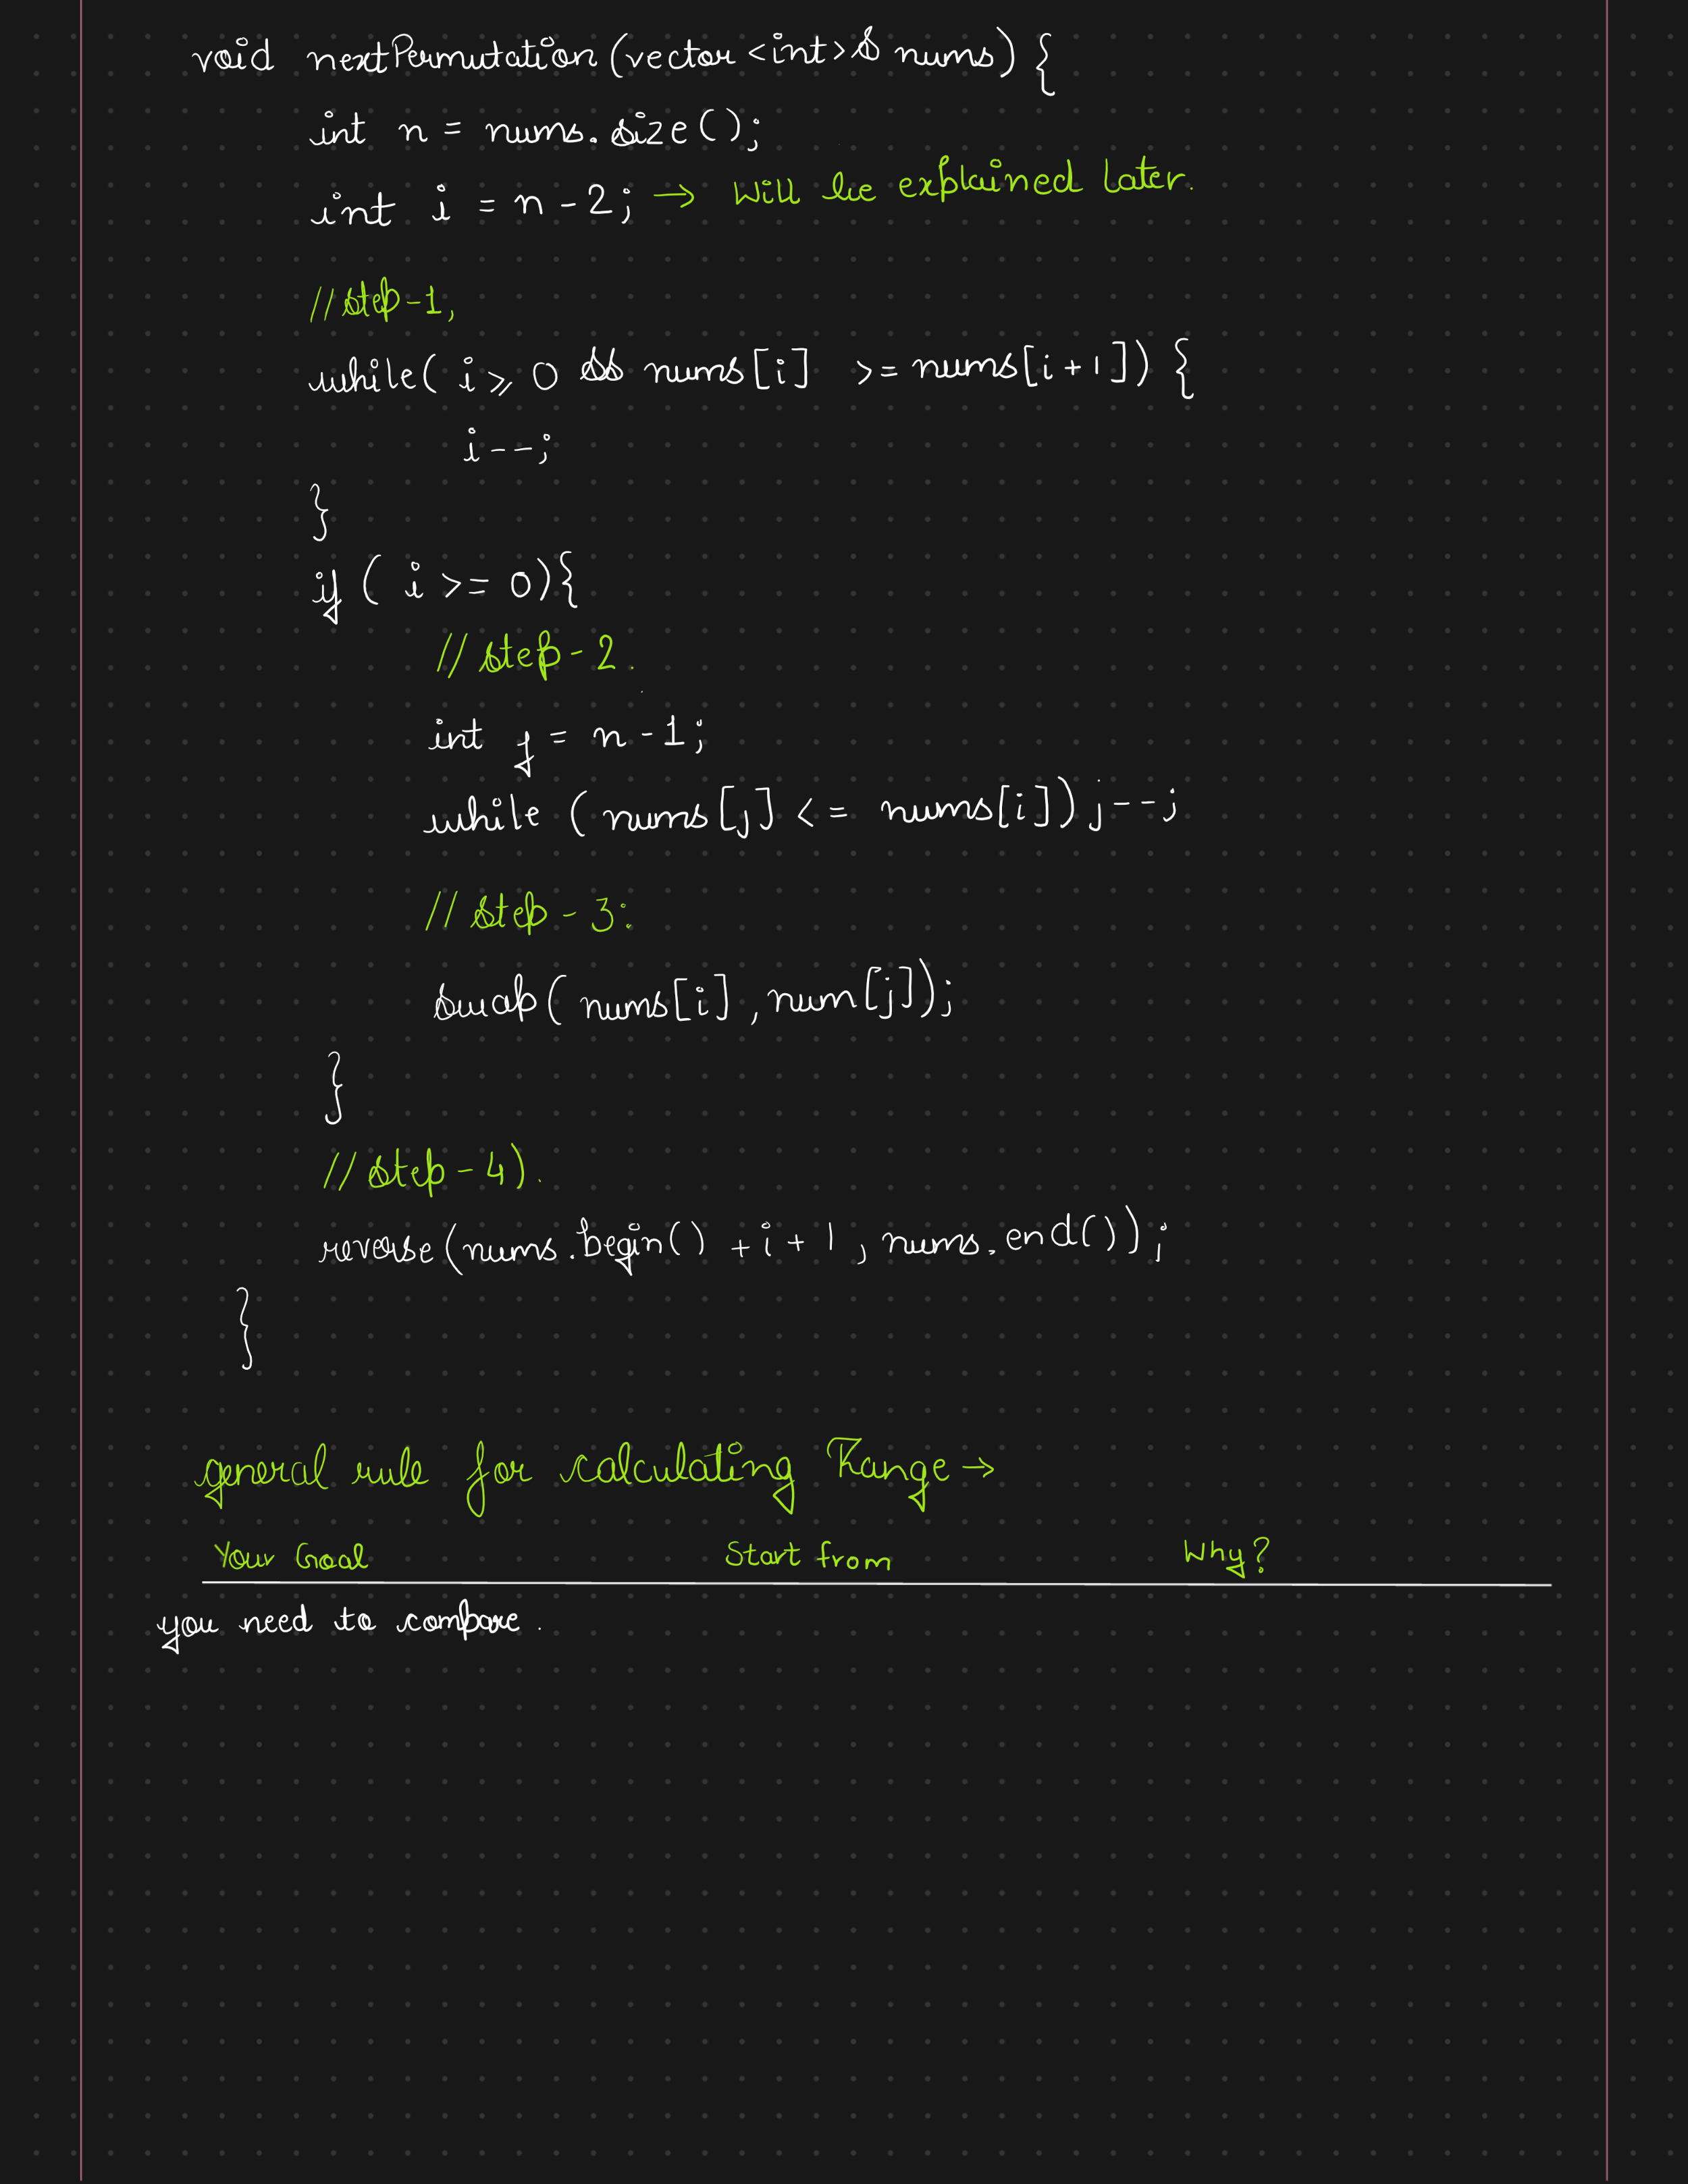 void nextPermutation (vector <int>& nums) {
int n = nums.size();
int i = n - 2; → Will be explained later.
// step-1,
while( i ⩾ 0 && nums[i] >= nums[i+1]) {
i--;
}
if ( i >= 0){
// step - 2.
int j = n - 1;
while (nums[j] <= nums[i]) j--;
// step - 3:
swap( nums[i], num[j]);
}
// step - 4).
reverse(nums.begin() + i + 1, nums.end());
}
general rule for calculating Range →
Your Goal Start from Why?
you need to compare.